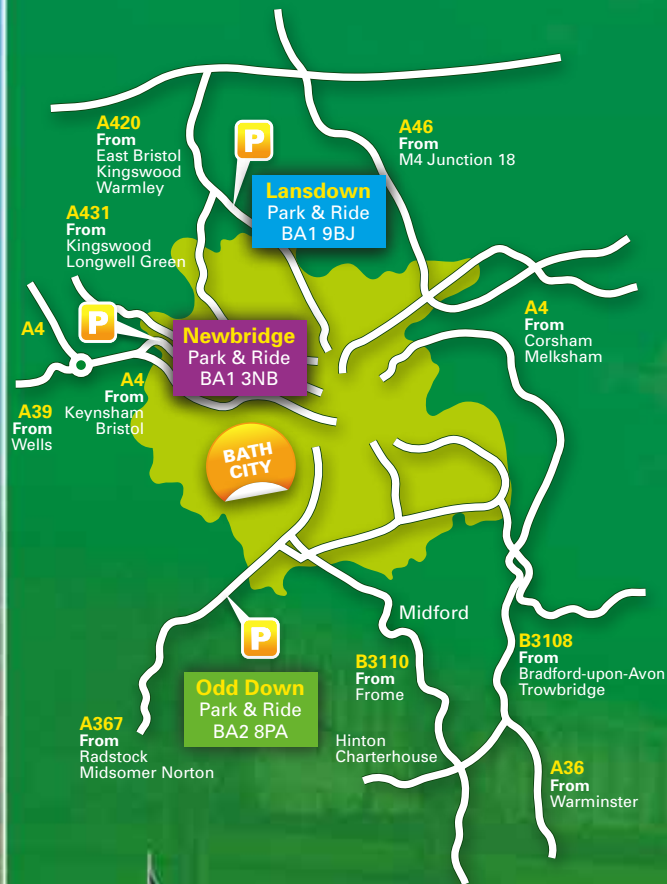 A420
From
East Bristol
Kingswood
Warmley
P
A46
From
M4 Junction 18
Lansdown
Park & Ride
BA1 9BJ
A431
From
Kingswood
Longwell Green
P
A4
Newbridge
Park & Ride
BA1 3NB
A4
From
Corsham
Melksham
A4
From
Keynsham
Bristol
A39
From
Wells
BATH
CITY
Midford
P
B3110
From
Frome
B3108
From
Bradford-upon-Avon
Trowbridge
Odd Down
Park & Ride
BA2 8PA
A367
From
Radstock
Midsomer Norton
Hinton
Charterhouse
A36
From
Warminster